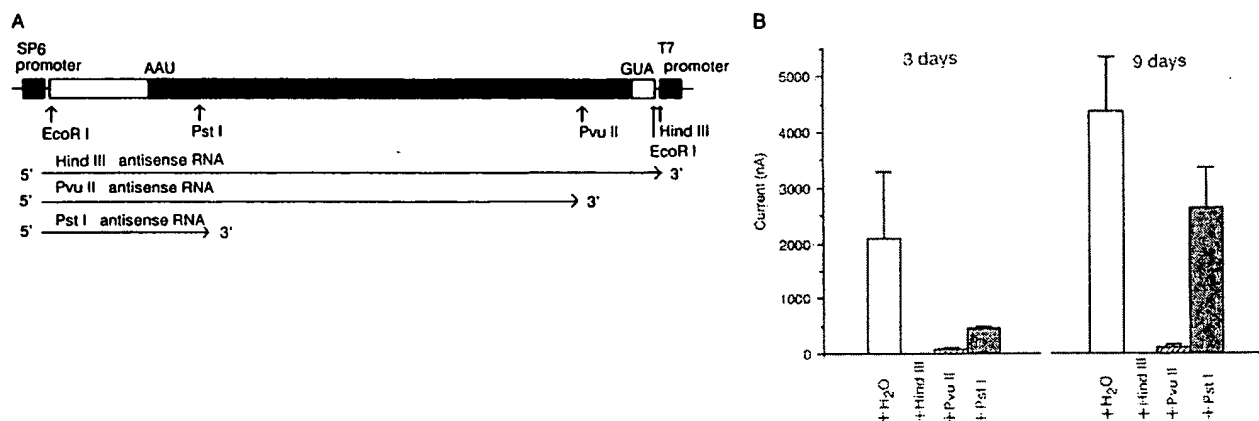 A
SP6
promoter
AAU
GUA
T7
promoter
EcoR I
Pst I
Pvu II
Hind III
EcoR I
5' Hind III antisense RNA 3'
5' Pvu II antisense RNA 3'
5' Pst I antisense RNA 3'
B
3 days
9 days
Current (nA)
5000
4000
3000
2000
1000
0
+H2O
+Hind III
+Pvu II
+Pst I
+H2O
+Hind III
+Pvu II
+Pst I